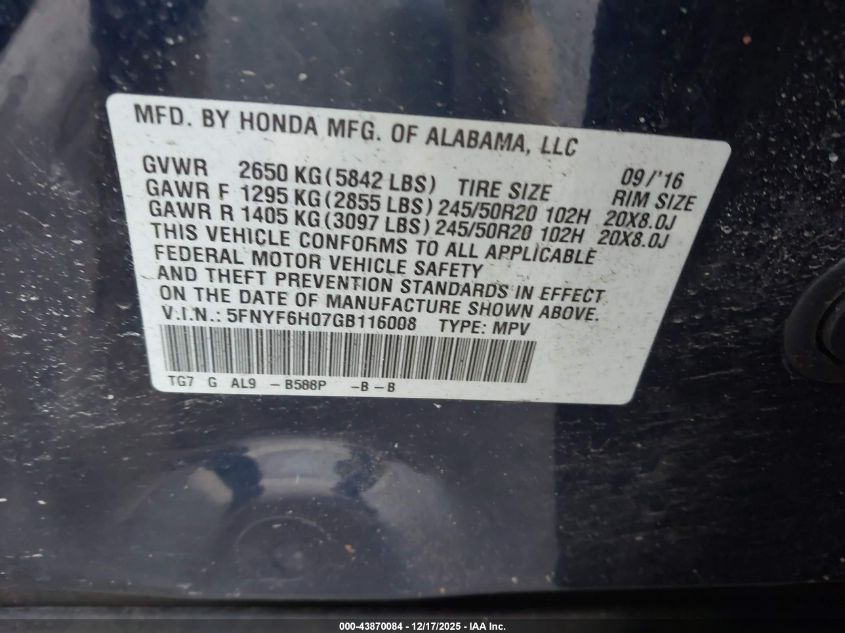 MFD. BY HONDA MFG. OF ALABAMA, LLC
GVWR 2650 KG(5842 LBS) TIRE SIZE 09/'16 RIM SIZE
GAWR F 1295 KG(2855 LBS) 245/50R20 102H 20X8.0J
GAWR R 1405 KG(3097 LBS) 245/50R20 102H 20X8.0J
THIS VEHICLE CONFORMS TO ALL APPLICABLE
FEDERAL MOTOR VEHICLE SAFETY
AND THEFT PREVENTION STANDARDS IN EFFECT
ON THE DATE OF MANUFACTURE SHOWN ABOVE.
V.I.N.: 5FNYF6H07GB116008 TYPE: MPV
TG7 G AL9 -B588P -B-B
000-43870084 - 12/17/2025 - IAA Inc.